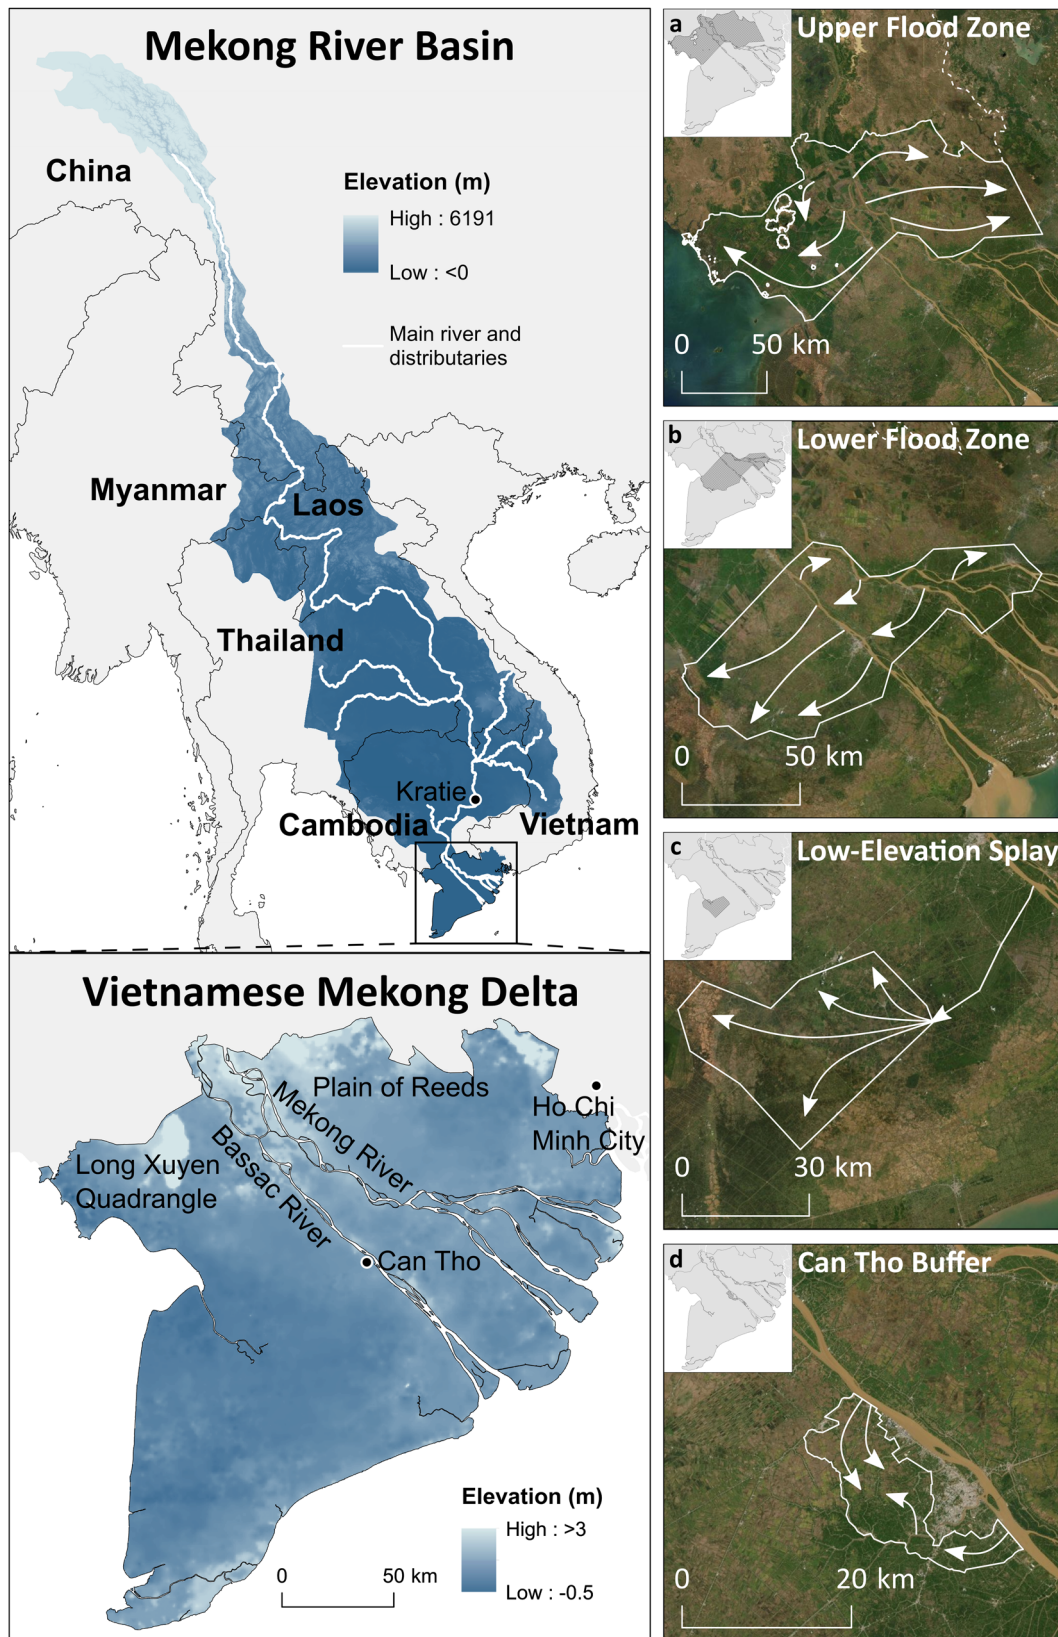 Mekong River Basin
China
Elevation (m)
High : 6191
Low : <0
Main river and
distributaries
Myanmar
Laos
Thailand
Kratie
Cambodia
Vietnam
Vietnamese Mekong Delta
Plain of Reeds
Mekong River
Ho Chi
Minh City
Bassac River
Long Xuyen
Quadrangle
Can Tho
Elevation (m)
High : >3
Low : -0.5
0 50 km
a
Upper Flood Zone
0 50 km
b
Lower Flood Zone
0 50 km
c
Low-Elevation Splay
0 30 km
d
Can Tho Buffer
0 20 km